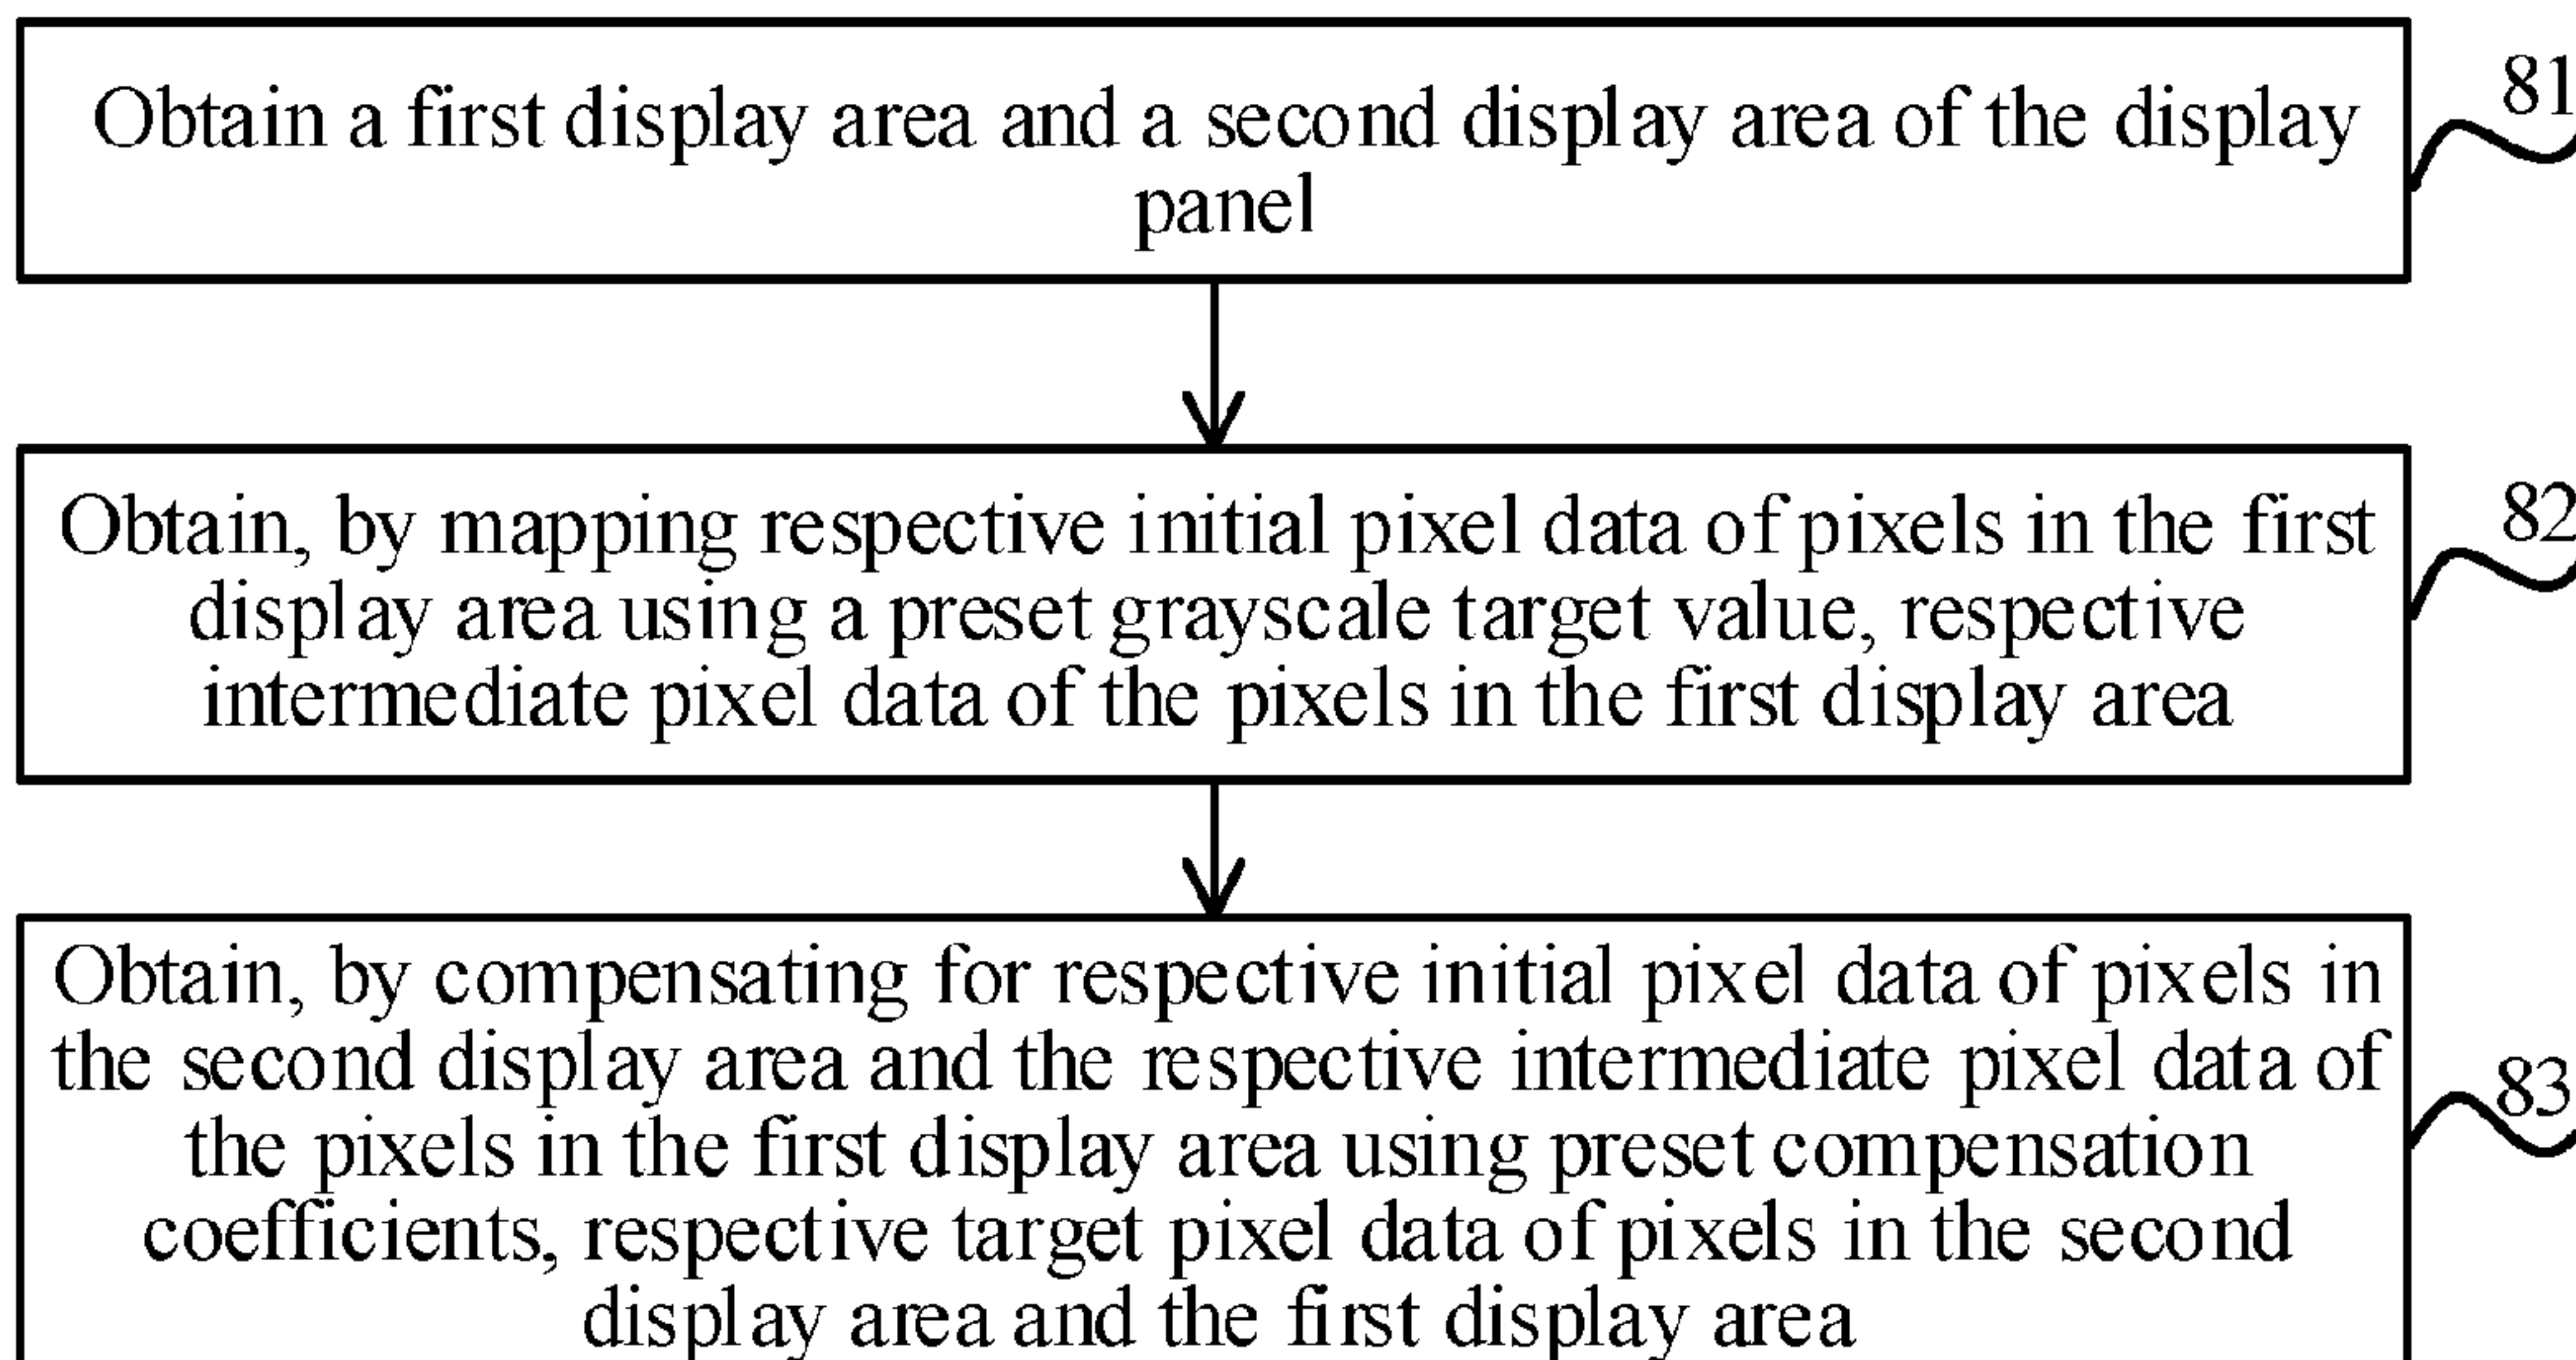 Obtain a first display area and a second display area of the display
panel
81
Obtain, by mapping respective initial pixel data of pixels in the first
display area using a preset grayscale target value, respective
intermediate pixel data of the pixels in the first display area
82
Obtain, by compensating for respective initial pixel data of pixels in
the second display area and the respective intermediate pixel data of
the pixels in the first display area using preset compensation
coefficients, respective target pixel data of pixels in the second
display area and the first display area
83